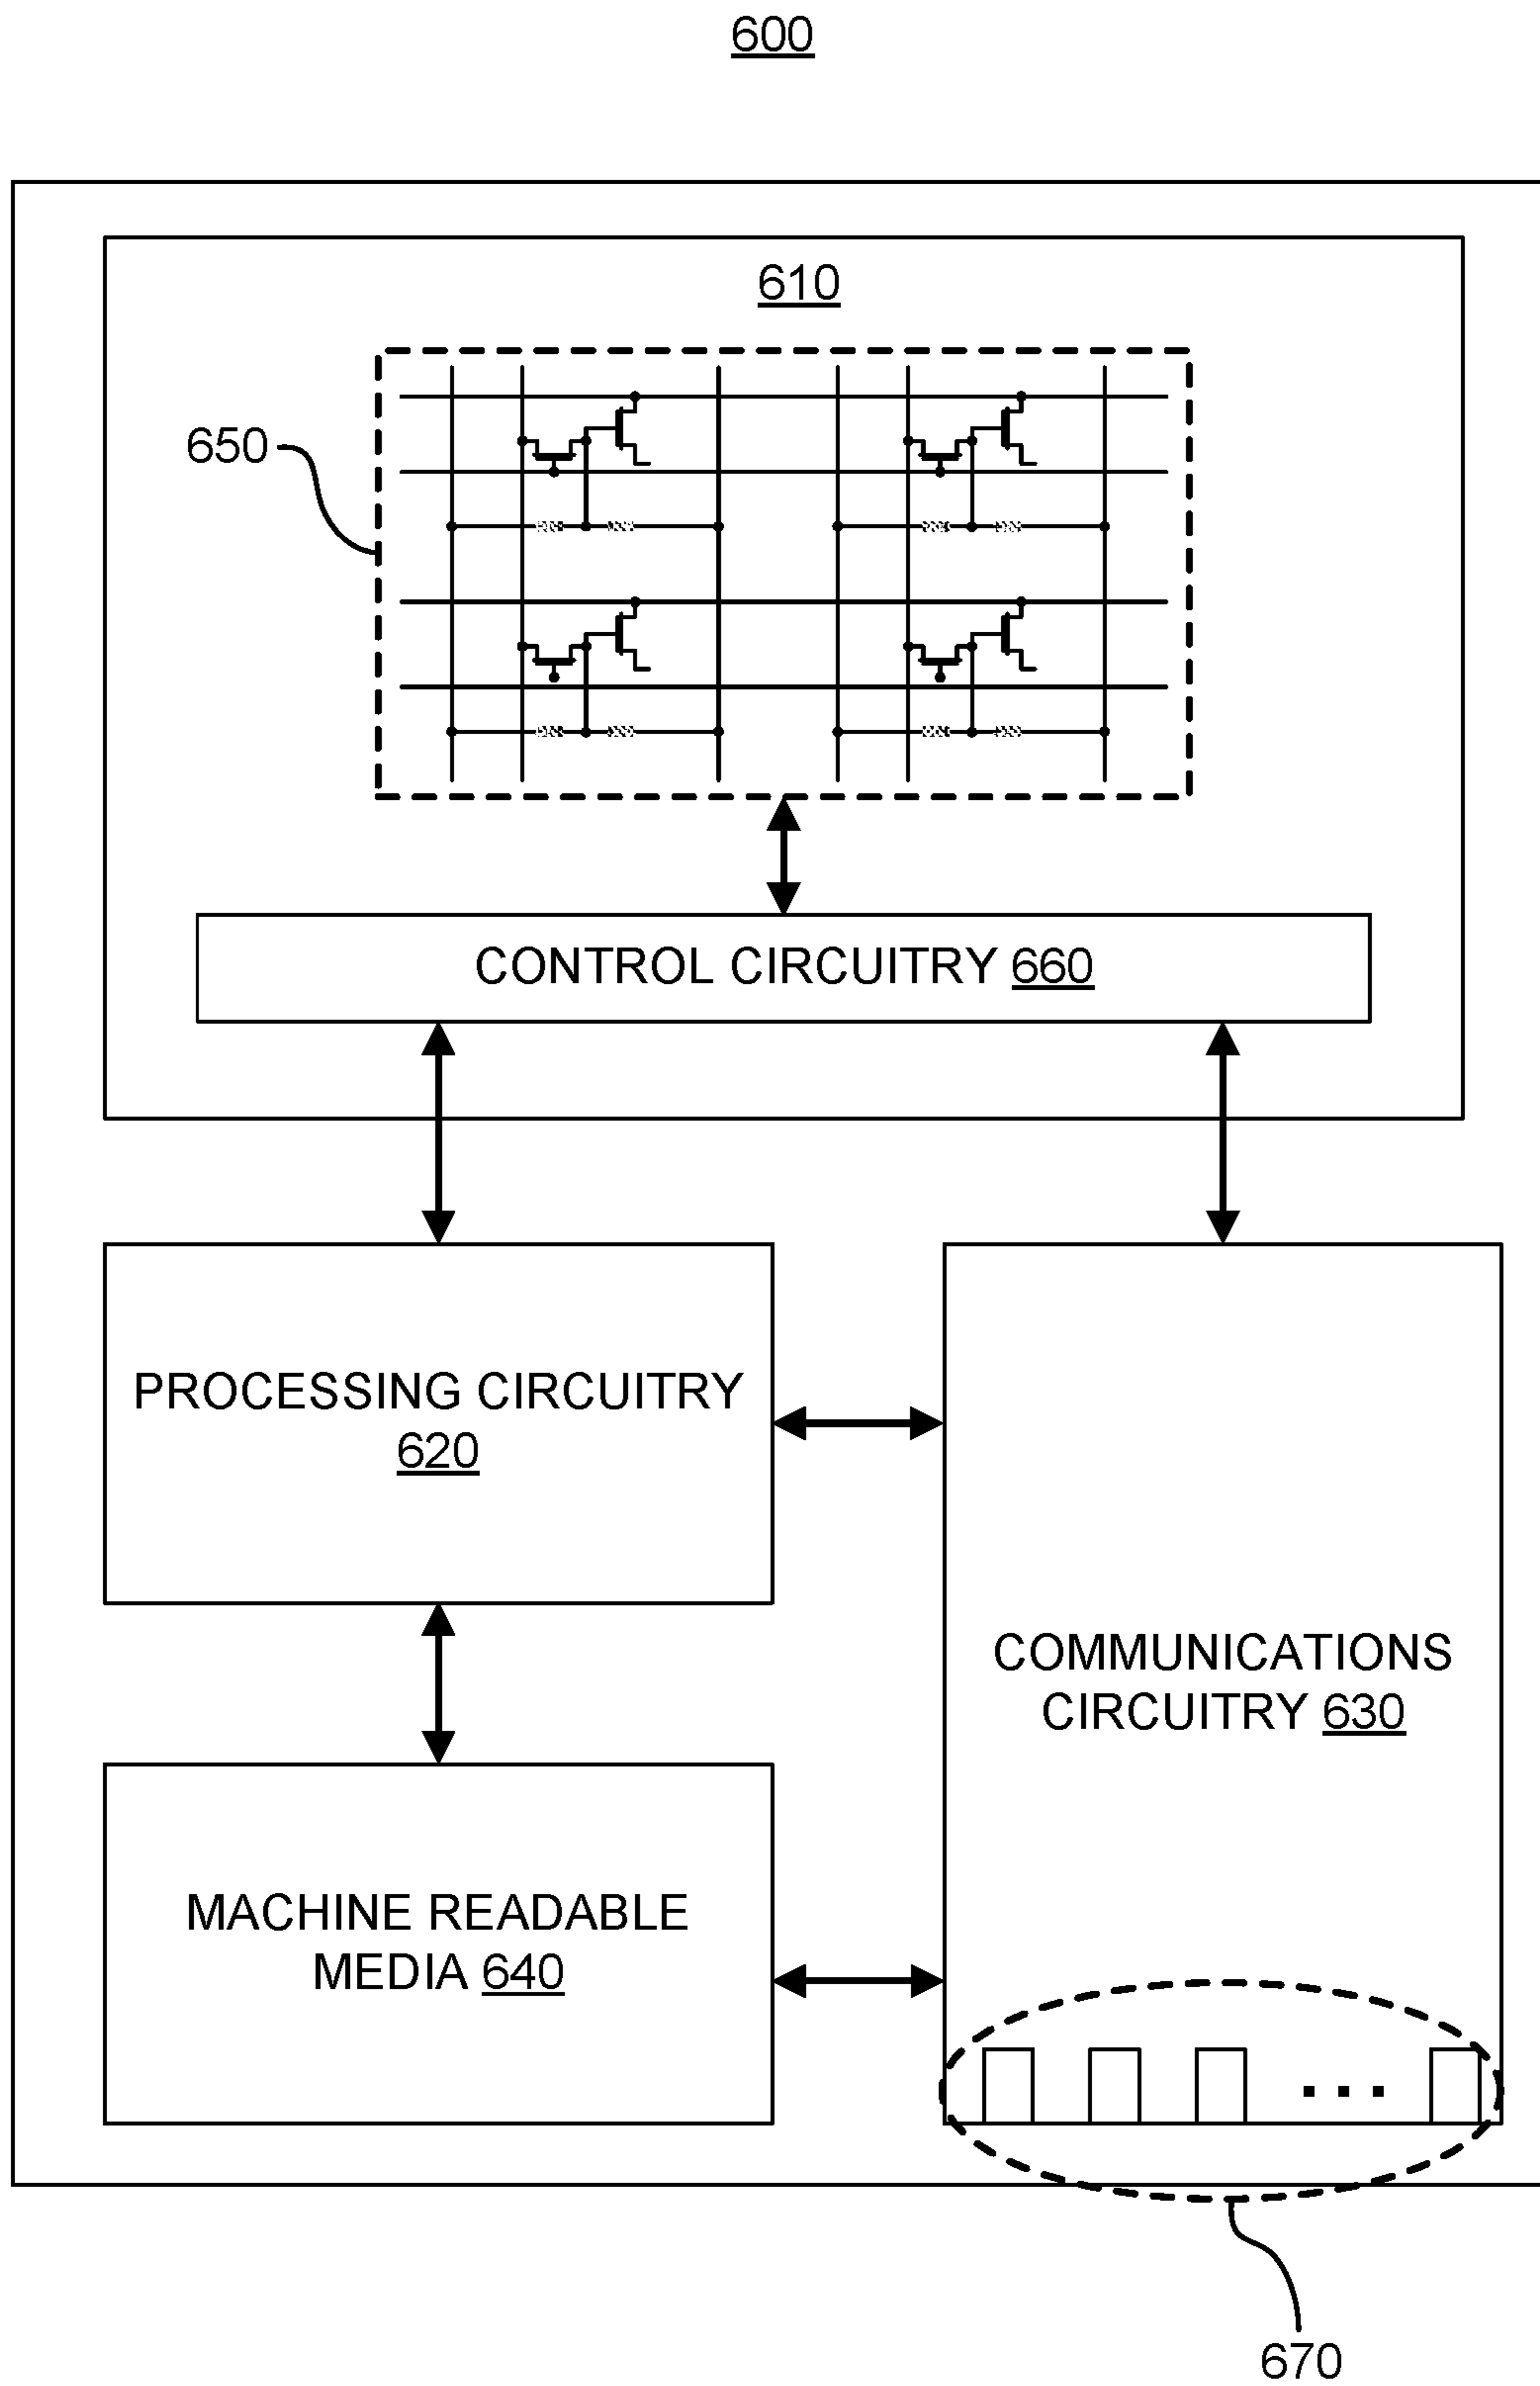 600
610
650
CONTROL CIRCUITRY 660
PROCESSING CIRCUITRY
620
COMMUNICATIONS
CIRCUITRY 630
MACHINE READABLE
MEDIA 640
670